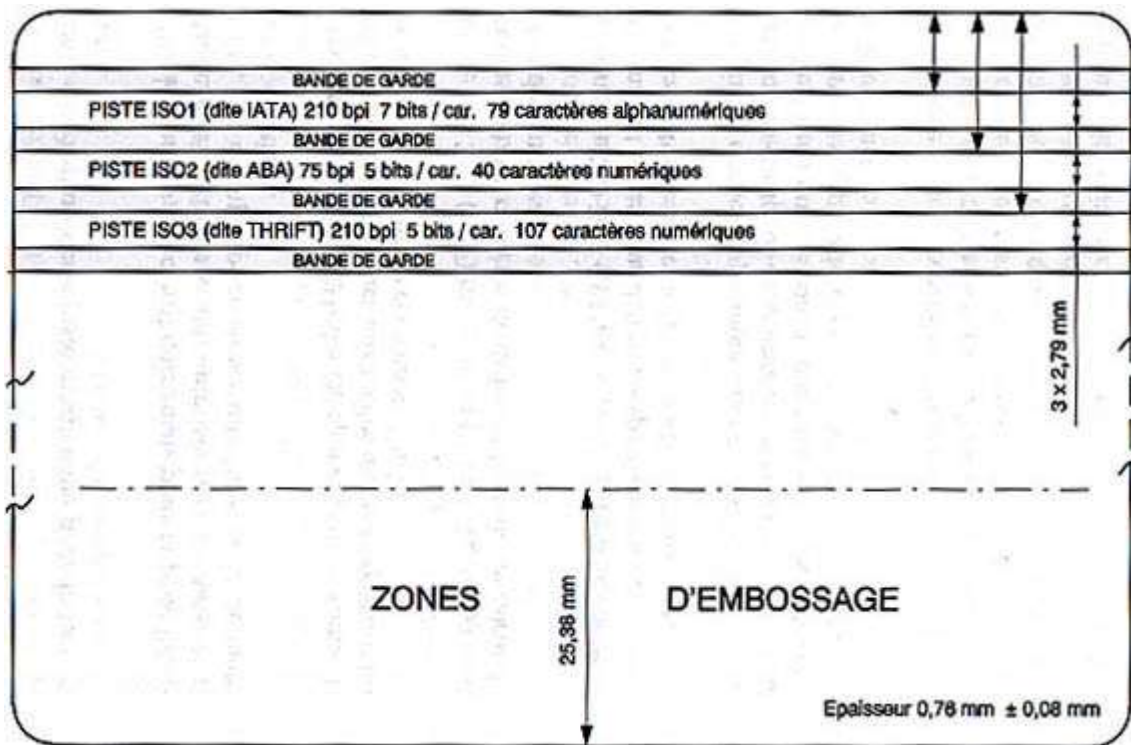 BANDE DE GARDE
PISTE ISO1 (dite IATA) 210 bpi 7 bits / car. 79 caractères alphanumériques
BANDE DE GARDE
PISTE ISO2 (dite ABA) 75 bpi 5 bits / car. 40 caractères numériques
BANDE DE GARDE
PISTE ISO3 (dite THRIFT) 210 bpi 5 bits / car. 107 caractères numériques
BANDE DE GARDE
3 x 2,79 mm
ZONES D'EMBOSSAGE
25,38 mm
Epaisseur 0,76 mm ± 0,08 mm